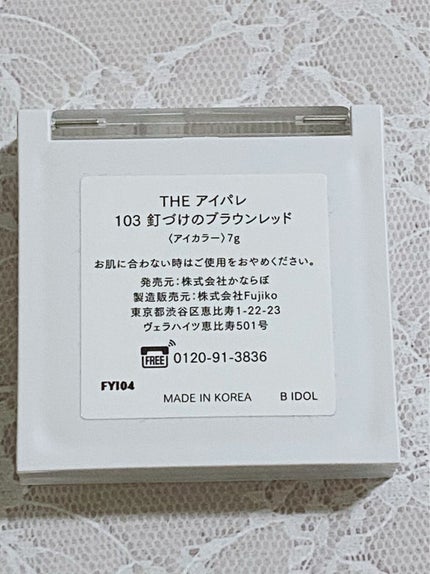 THE アイパレ
103 釘づけのブラウンレッド
〈アイカラー〉7g
お肌に合わない時はご使用をおやめください。
発売元:株式会社かならぼ
製造販売元:株式会社Fujiko
東京都渋谷区恵比寿1-22-23
ヴェラハイツ恵比寿501号
FREE 0120-91-3836
FY104
MADE IN KOREA B IDOL